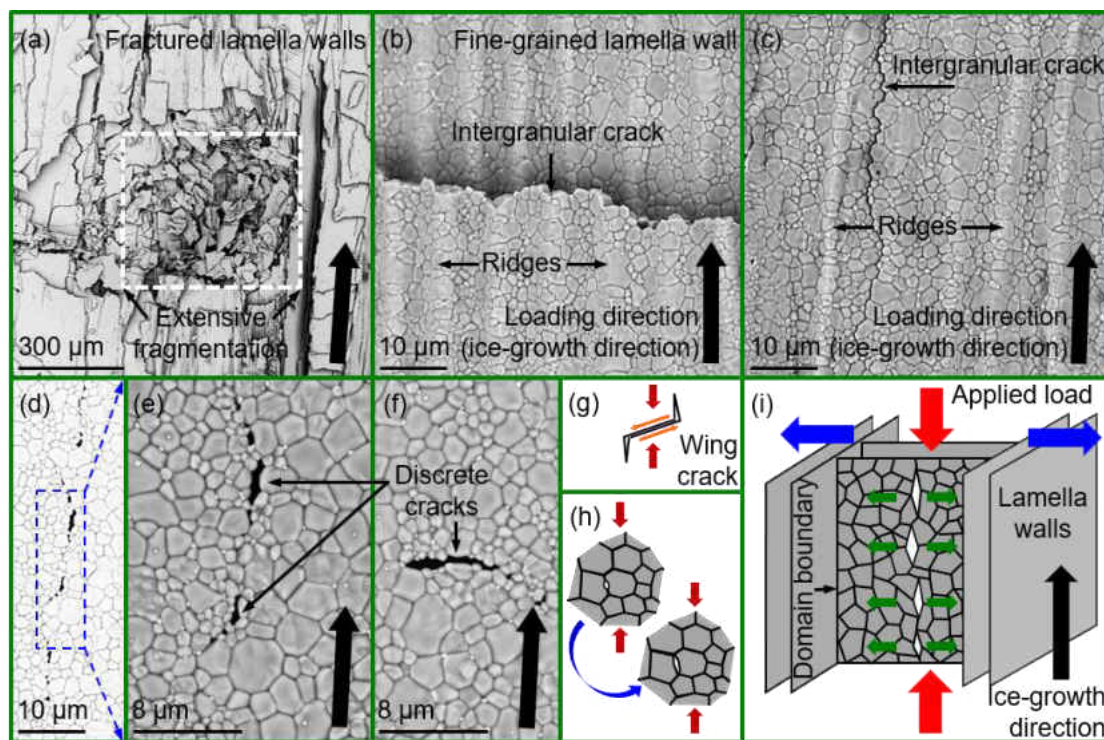 (a)
Fractured lamella walls
Extensive
fragmentation
300 µm
(b)
Fine-grained lamella wall
Intergranular crack
Ridges
Loading direction
(ice-growth direction)
10 µm
(c)
Intergranular crack
Ridges
Loading direction
(ice-growth direction)
10 µm
(d)
10 µm
(e)
8 µm
(f)
Discrete
cracks
8 µm
(g)
Wing
crack
(h)
(i)
Applied load
Domain boundary
Lamella
walls
Ice-growth
direction